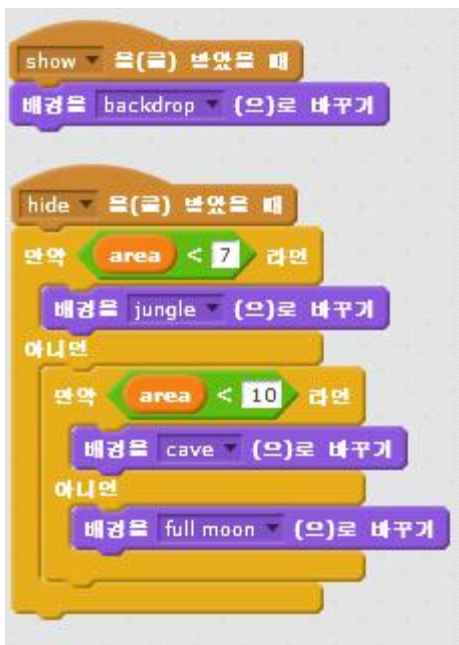 show 을(를) 받았을 때
배경을 backdrop (으)로 바꾸기
hide 을(를) 받았을 때
만약 area < 7 라면
배경을 jungle (으)로 바꾸기
아니면
만약 area < 10 라면
배경을 cave (으)로 바꾸기
아니면
배경을 full moon (으)로 바꾸기